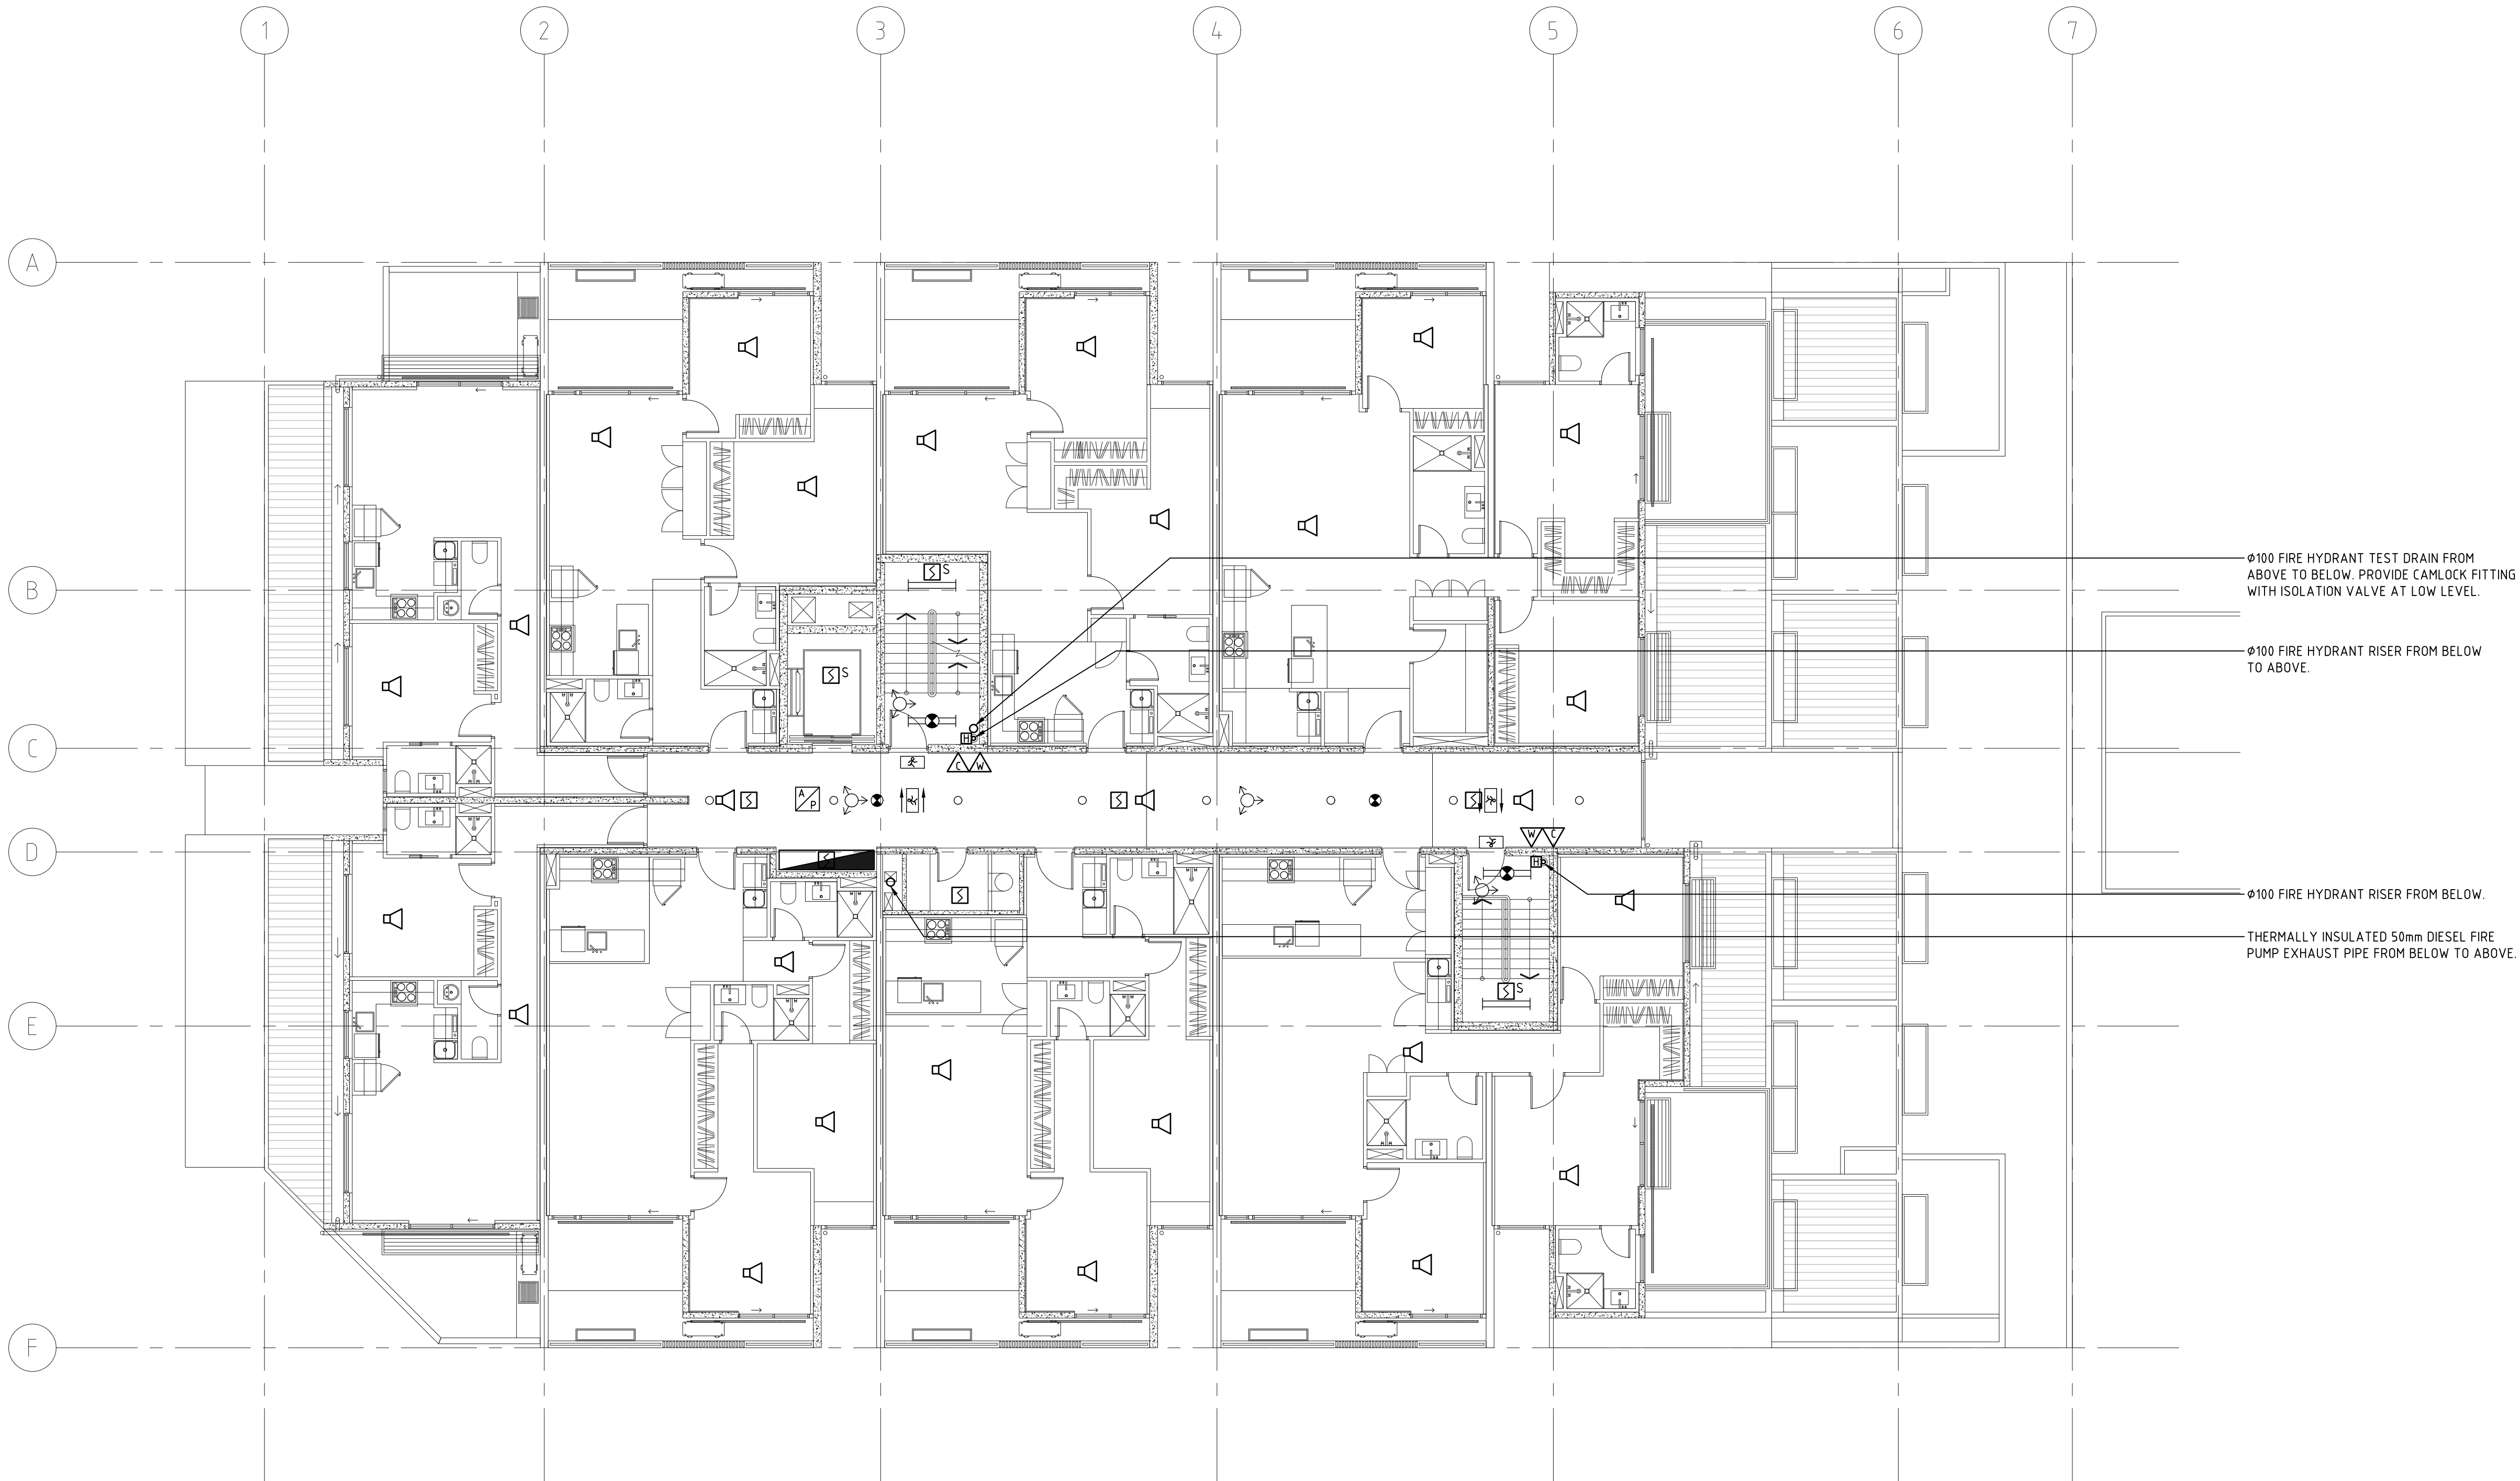 1 2 3 4 5 6 7
A
B
C
D
E
F
Ø100 FIRE HYDRANT TEST DRAIN FROM
ABOVE TO BELOW. PROVIDE CAMLOCK FITTING
WITH ISOLATION VALVE AT LOW LEVEL.
Ø100 FIRE HYDRANT RISER FROM BELOW
TO ABOVE.
Ø100 FIRE HYDRANT RISER FROM BELOW.
THERMALLY INSULATED 50mm DIESEL FIRE
PUMP EXHAUST PIPE FROM BELOW TO ABOVE.
S
S
H
C W
A
P
W C
H
S